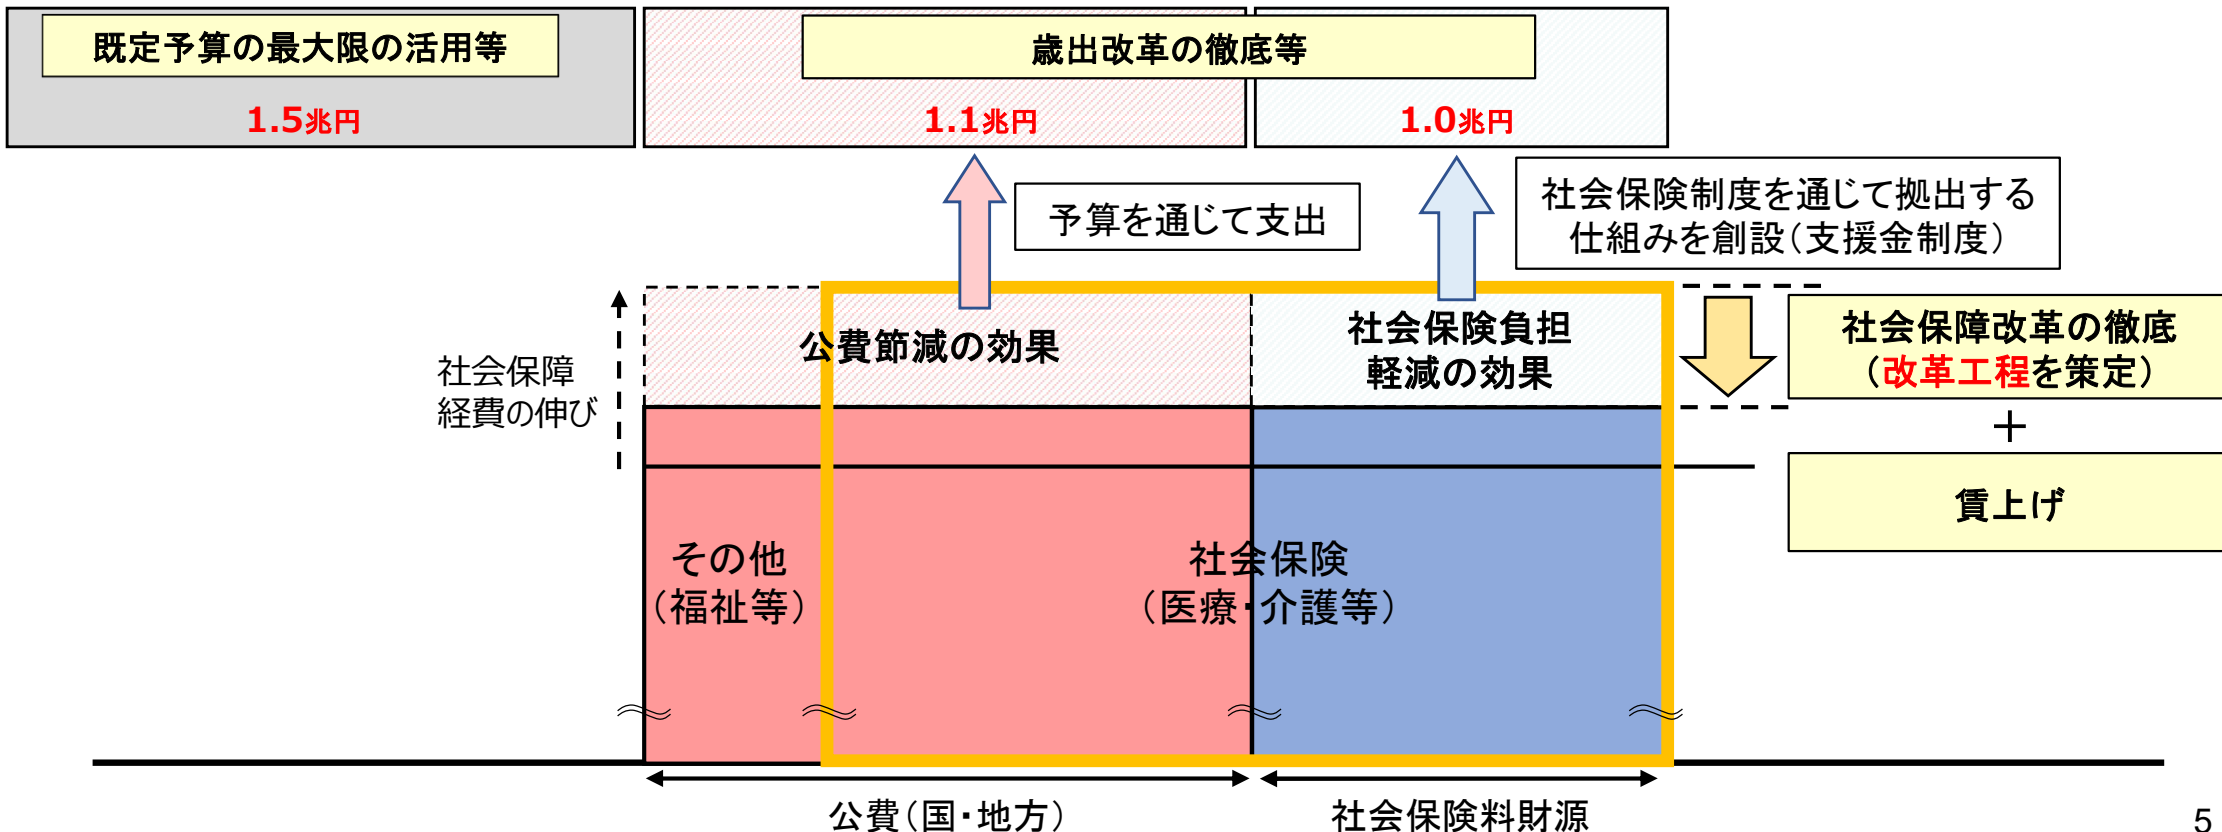 既定予算の最大限の活用等
歳出改革の徹底等
1.5兆円
1.1兆円
1.0兆円
予算を通じて支出
社会保険制度を通じて拠出する
仕組みを創設（支援金制度）
社会保障
経費の伸び
公費節減の効果
社会保険負担
軽減の効果
社会保障改革の徹底
（改革工程を策定）
＋
賃上げ
その他
（福祉等）
社会保険
（医療・介護等）
公費（国・地方）
社会保険料財源
5